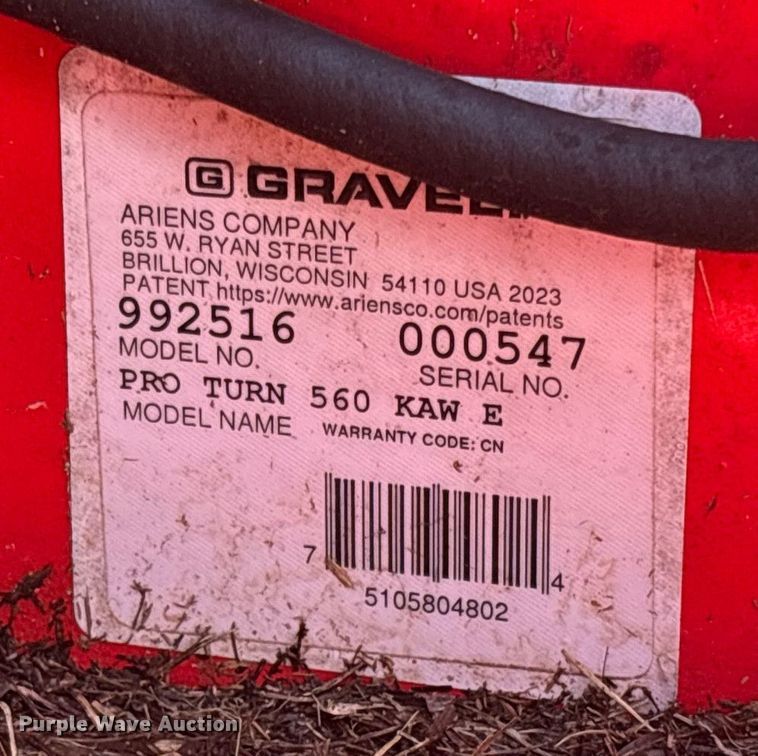 G GRAVELY
ARIENS COMPANY
655 W. RYAN STREET
BRILLION, WISCONSIN 54110 USA 2023
PATENT https://www.ariensco.com/patents
992516 000547
MODEL NO. SERIAL NO.
PRO TURN 560 KAW E
MODEL NAME WARRANTY CODE: CN
7 5105804802 4
Purple Wave Auction